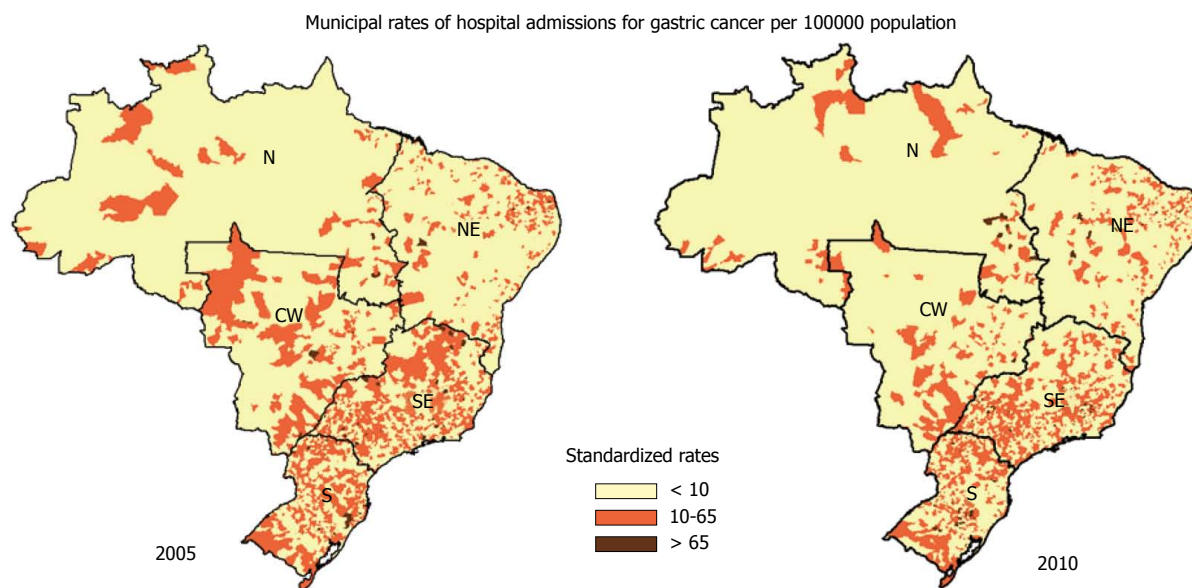 Municipal rates of hospital admissions for gastric cancer per 100000 population
N
NE
CW
SE
S
2005
N
NE
CW
SE
S
2010
Standardized rates
< 10
10-65
> 65